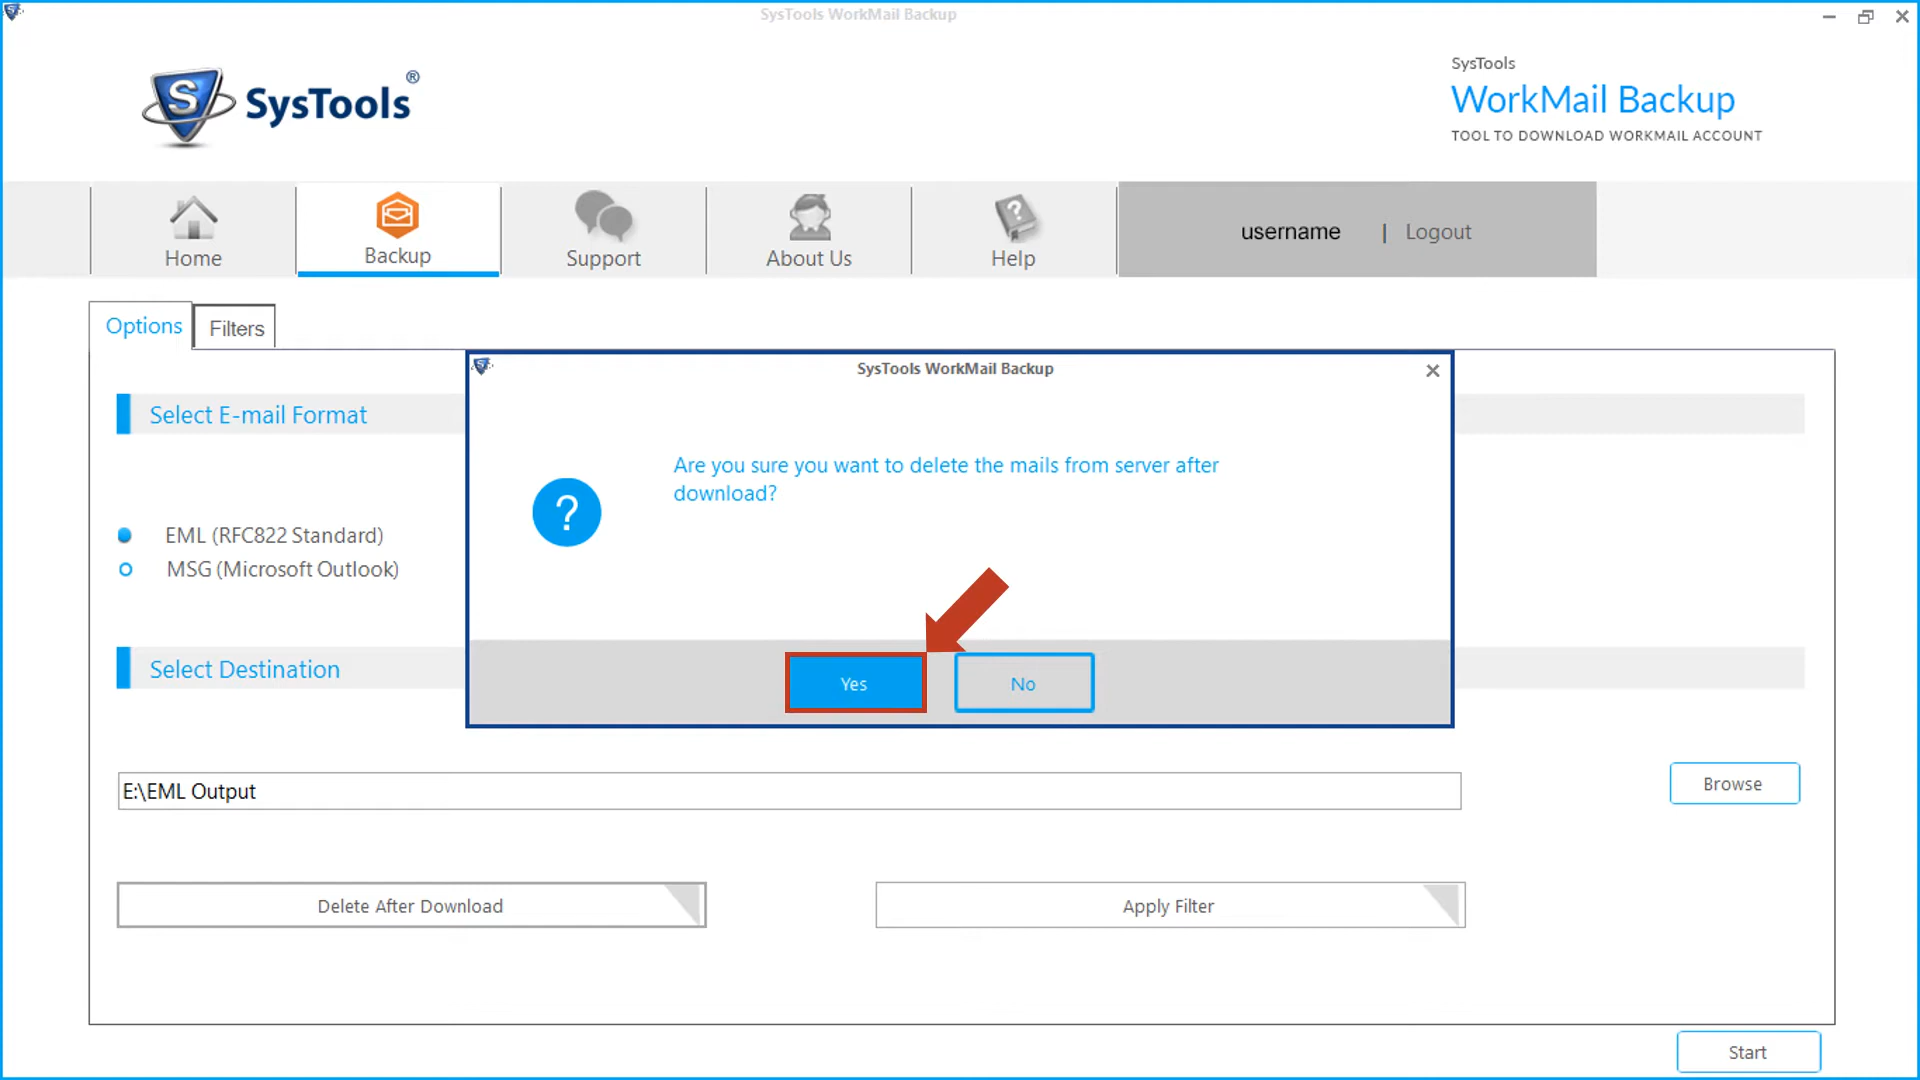 SysTools WorkMail Backup
SysTools®
SysTools
WorkMail Backup
TOOL TO DOWNLOAD WORKMAIL ACCOUNT
Home
Backup
Support
About Us
Help
username | Logout
Options
Filters
SysTools WorkMail Backup
Select E-mail Format
Are you sure you want to delete the mails from server after
download?
?
EML (RFC822 Standard)
MSG (Microsoft Outlook)
Select Destination
Yes
No
E:\EML Output
Browse
Delete After Download
Apply Filter
Start